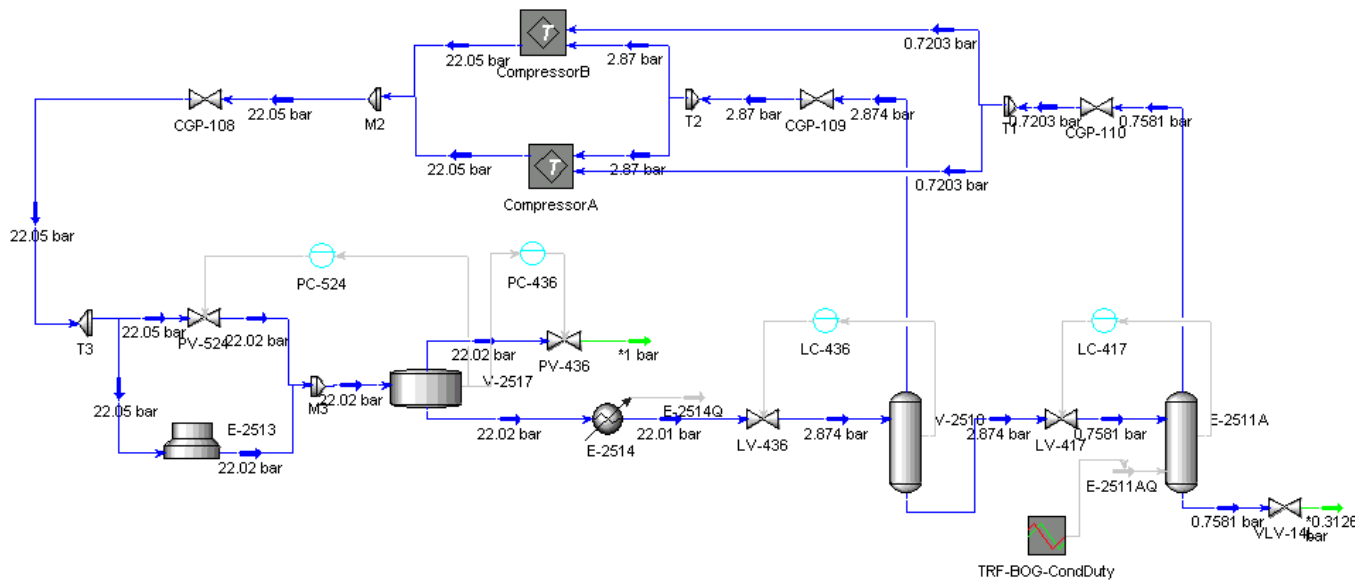 T
0.7203 bar
22.05 bar
CompressorB
2.87 bar
CGP-108
22.05 bar
M2
T2
2.87 bar
CGP-109
2.874 bar
T1
0.7203 bar
CGP-110
0.7581 bar
T
22.05 bar
CompressorA
2.87 bar
0.7203 bar
22.05 bar
PC-524
PC-436
T3
22.05 bar
PV-524
22.02 bar
22.02 bar
PV-436
*1 bar
LC-436
LC-417
M3
22.02 bar
V-2517
22.05 bar
E-2513
22.02 bar
22.02 bar
E-2514
E-2514Q
22.01 bar
LV-436
2.874 bar
2.874 bar
LV-417
0.7581 bar
E-2511A
E-2511AQ
0.7581 bar
VLV-14
*0.3126
bar
TRF-BOG-CondDuty